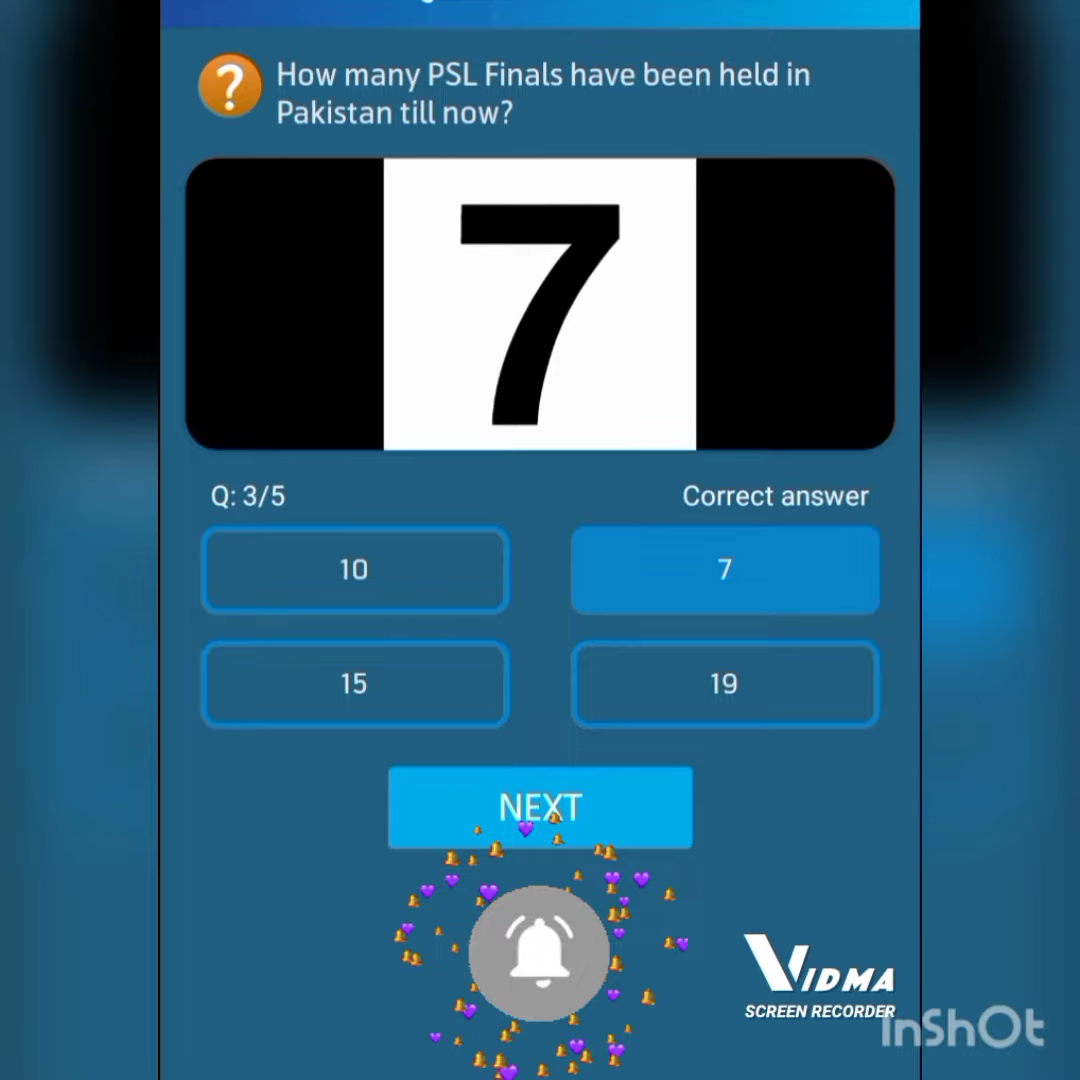 ?
How many PSL Finals have been held in
Pakistan till now?
7
Q: 3/5
Correct answer
10
7
15
19
NEXT
VIDMA
SCREEN RECORDER
InShOt